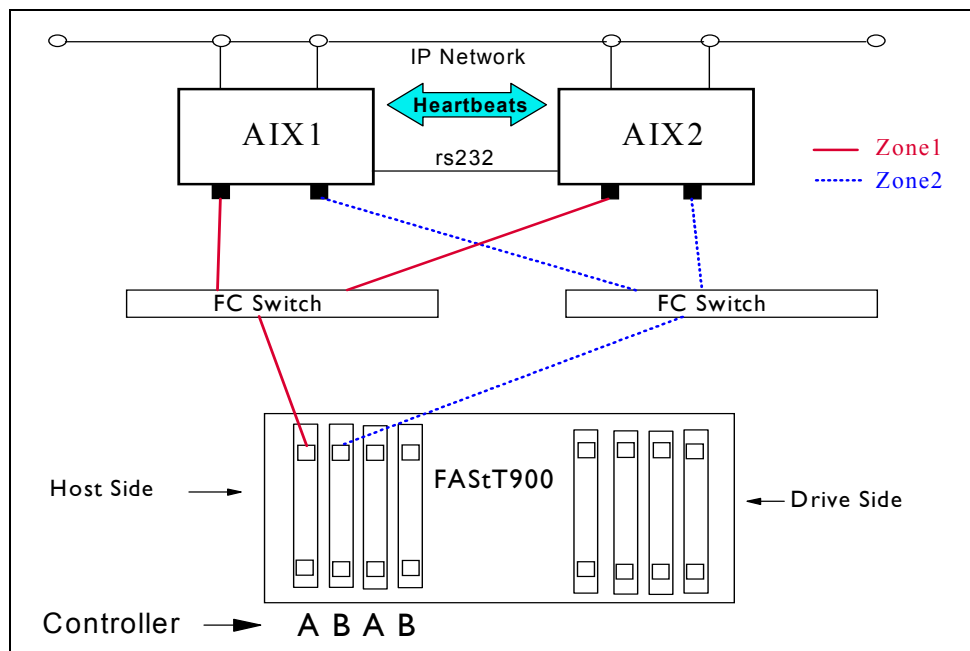 IP Network
Heartbeats
AIX1
AIX2
rs232
Zone1
Zone2
FC Switch
FC Switch
FAStT900
Host Side
Drive Side
Controller
A B A B